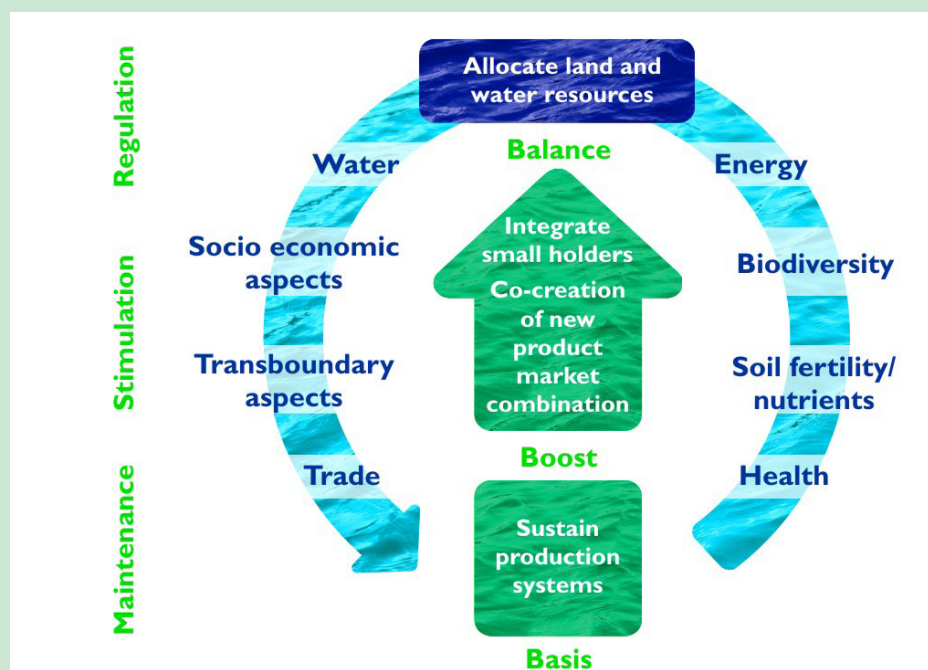 Regulation
Stimulation
Maintenance
Allocate land and
water resources
Balance
Water
Energy
Socio economic
aspects
Biodiversity
Integrate
small holders
Co-creation
of new
product
market
combination
Transboundary
aspects
Soil fertility/
nutrients
Boost
Trade
Health
Sustain
production
systems
Basis